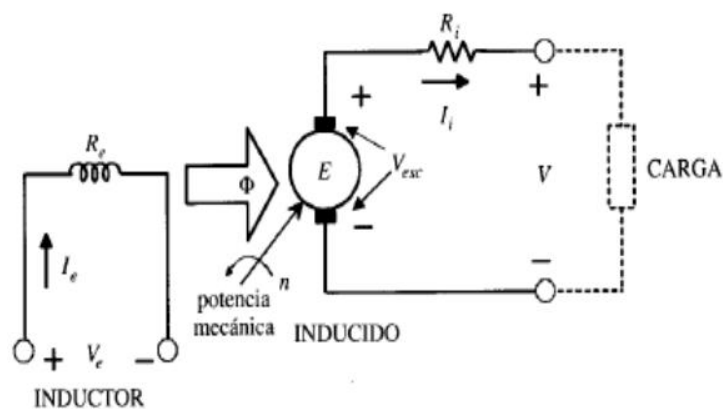 R_i
+
I_i
+
R_e
Φ
E
V_esc
V
CARGA
I_e
−
−
n
potencia
mecánica
INDUCIDO
+ V_e −
INDUCTOR